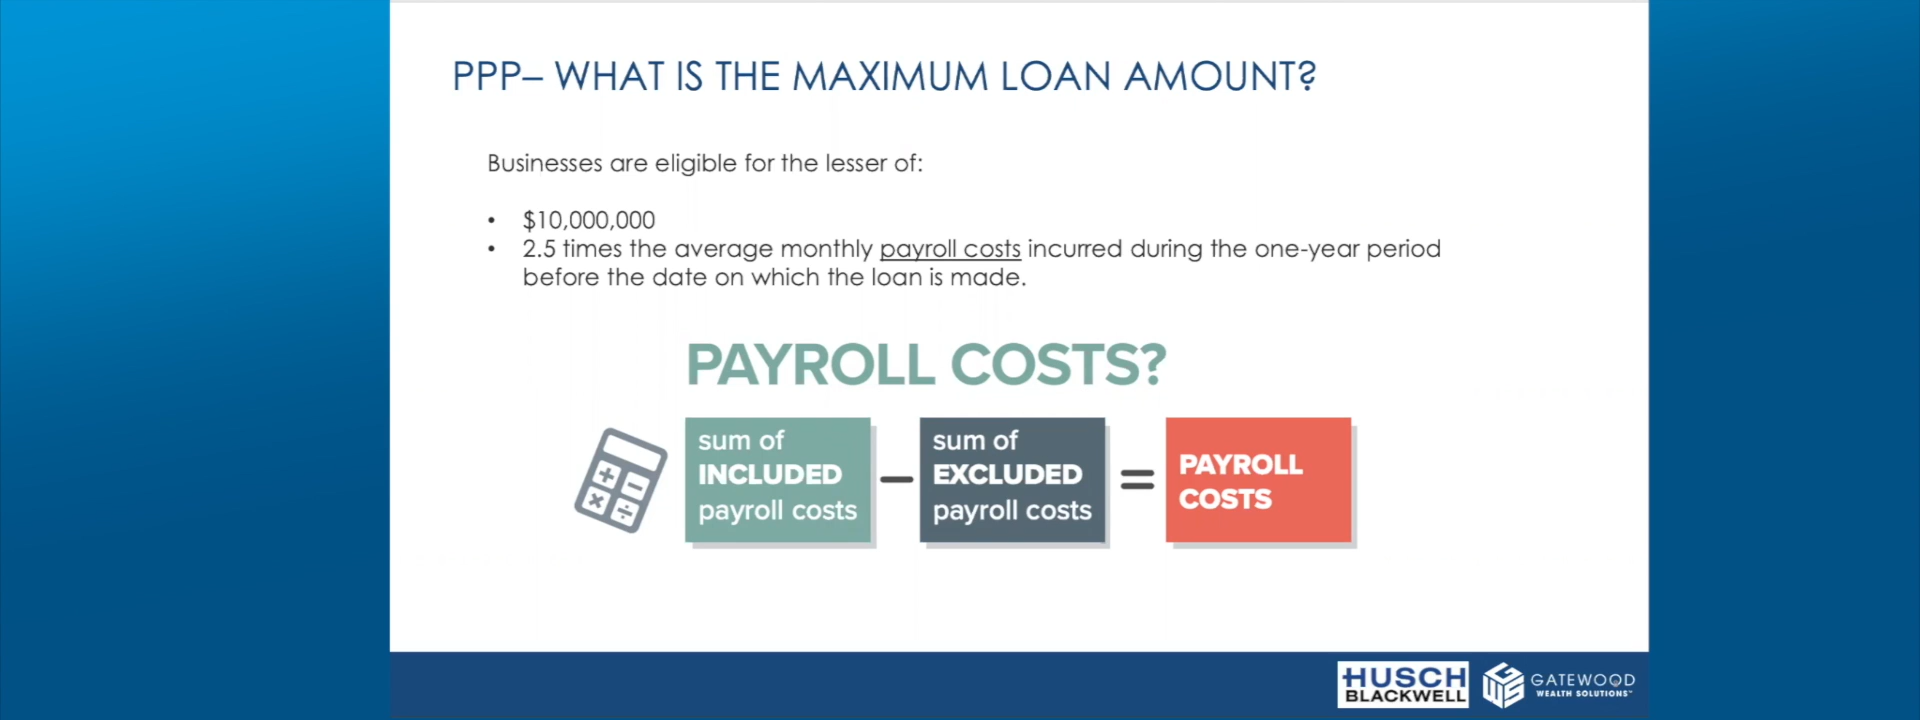 PPP– WHAT IS THE MAXIMUM LOAN AMOUNT?
Businesses are eligible for the lesser of:
• $10,000,000
• 2.5 times the average monthly payroll costs incurred during the one-year period
before the date on which the loan is made.
PAYROLL COSTS?
sum of
INCLUDED
payroll costs
–
sum of
EXCLUDED
payroll costs
=
PAYROLL
COSTS
HUSCH
BLACKWELL
GWS
GATEWOOD
WEALTH SOLUTIONS™